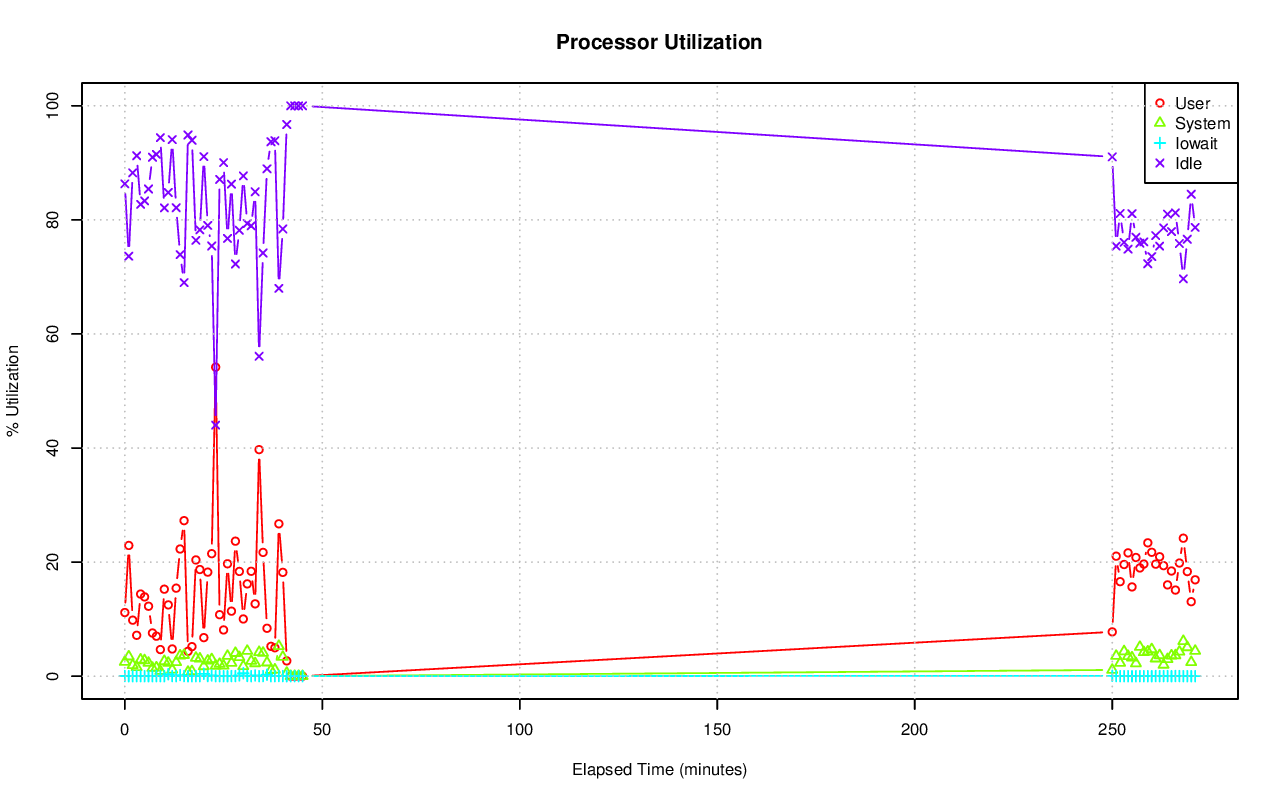 Processor Utilization
% Utilization
100
80
60
40
20
0
User
System
Iowait
Idle
0 50 100 150 200 250
Elapsed Time (minutes)